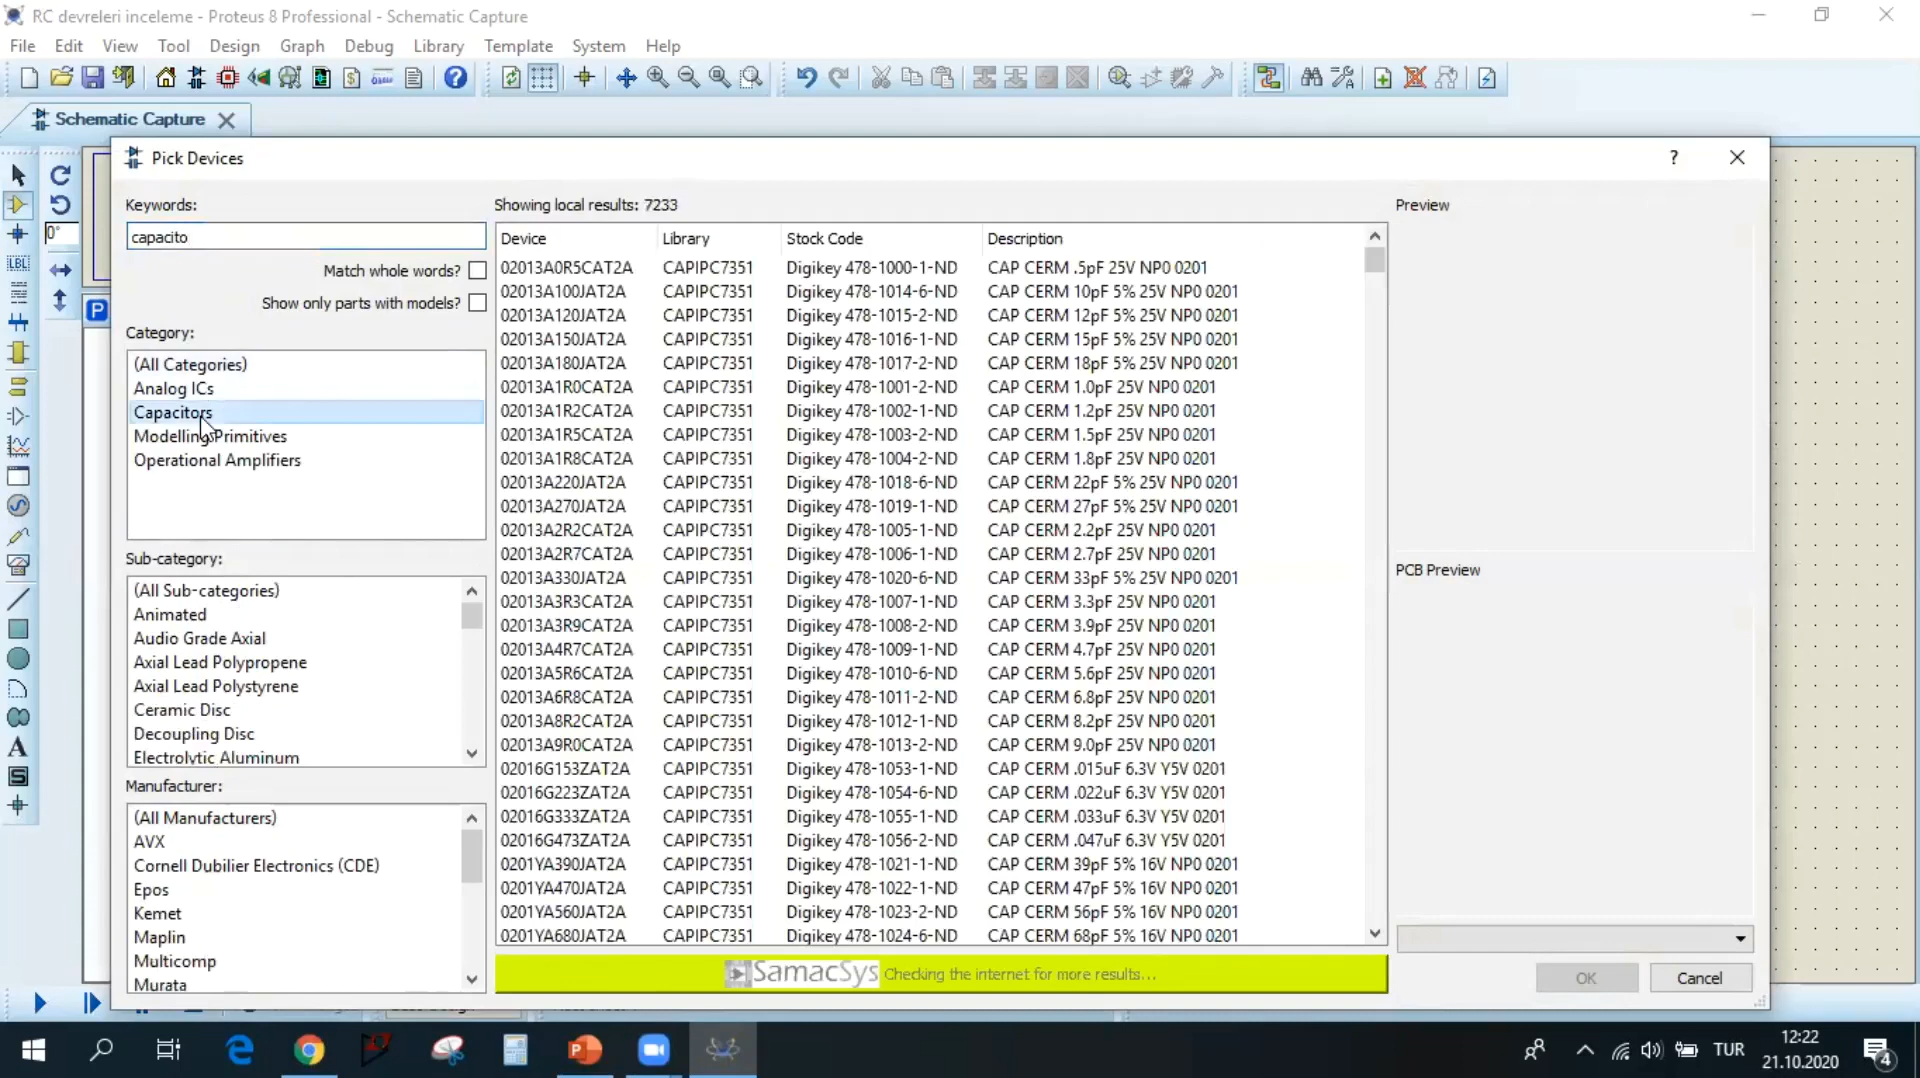 RC devreleri inceleme - Proteus 8 Professional - Schematic Capture
File Edit View Tool Design Graph Debug Library Template System Help
Schematic Capture
Pick Devices
Keywords:
capacito
Match whole words?
Show only parts with models?
Category:
(All Categories)
Analog ICs
Capacitors
Modelling Primitives
Operational Amplifiers
Sub-category:
(All Sub-categories)
Animated
Audio Grade Axial
Axial Lead Polypropene
Axial Lead Polystyrene
Ceramic Disc
Decoupling Disc
Electrolytic Aluminum
Manufacturer:
(All Manufacturers)
AVX
Cornell Dubilier Electronics (CDE)
Epos
Kemet
Maplin
Multicomp
Murata
Showing local results: 7233
Device Library Stock Code Description
02013A0R5CAT2A CAPIPC7351 Digikey 478-1000-1-ND CAP CERM .5pF 25V NP0 0201
02013A100JAT2A CAPIPC7351 Digikey 478-1014-6-ND CAP CERM 10pF 5% 25V NP0 0201
02013A120JAT2A CAPIPC7351 Digikey 478-1015-2-ND CAP CERM 12pF 5% 25V NP0 0201
02013A150JAT2A CAPIPC7351 Digikey 478-1016-1-ND CAP CERM 15pF 5% 25V NP0 0201
02013A180JAT2A CAPIPC7351 Digikey 478-1017-2-ND CAP CERM 18pF 5% 25V NP0 0201
02013A1R0CAT2A CAPIPC7351 Digikey 478-1001-2-ND CAP CERM 1.0pF 25V NP0 0201
02013A1R2CAT2A CAPIPC7351 Digikey 478-1002-1-ND CAP CERM 1.2pF 25V NP0 0201
02013A1R5CAT2A CAPIPC7351 Digikey 478-1003-2-ND CAP CERM 1.5pF 25V NP0 0201
02013A1R8CAT2A CAPIPC7351 Digikey 478-1004-2-ND CAP CERM 1.8pF 25V NP0 0201
02013A220JAT2A CAPIPC7351 Digikey 478-1018-6-ND CAP CERM 22pF 5% 25V NP0 0201
02013A270JAT2A CAPIPC7351 Digikey 478-1019-1-ND CAP CERM 27pF 5% 25V NP0 0201
02013A2R2CAT2A CAPIPC7351 Digikey 478-1005-1-ND CAP CERM 2.2pF 25V NP0 0201
02013A2R7CAT2A CAPIPC7351 Digikey 478-1006-1-ND CAP CERM 2.7pF 25V NP0 0201
02013A330JAT2A CAPIPC7351 Digikey 478-1020-6-ND CAP CERM 33pF 5% 25V NP0 0201
02013A3R3CAT2A CAPIPC7351 Digikey 478-1007-1-ND CAP CERM 3.3pF 25V NP0 0201
02013A3R9CAT2A CAPIPC7351 Digikey 478-1008-2-ND CAP CERM 3.9pF 25V NP0 0201
02013A4R7CAT2A CAPIPC7351 Digikey 478-1009-1-ND CAP CERM 4.7pF 25V NP0 0201
02013A5R6CAT2A CAPIPC7351 Digikey 478-1010-6-ND CAP CERM 5.6pF 25V NP0 0201
02013A6R8CAT2A CAPIPC7351 Digikey 478-1011-2-ND CAP CERM 6.8pF 25V NP0 0201
02013A8R2CAT2A CAPIPC7351 Digikey 478-1012-1-ND CAP CERM 8.2pF 25V NP0 0201
02013A9R0CAT2A CAPIPC7351 Digikey 478-1013-2-ND CAP CERM 9.0pF 25V NP0 0201
02016G153ZAT2A CAPIPC7351 Digikey 478-1053-1-ND CAP CERM .015uF 6.3V Y5V 0201
02016G223ZAT2A CAPIPC7351 Digikey 478-1054-6-ND CAP CERM .022uF 6.3V Y5V 0201
02016G333ZAT2A CAPIPC7351 Digikey 478-1055-1-ND CAP CERM .033uF 6.3V Y5V 0201
02016G473ZAT2A CAPIPC7351 Digikey 478-1056-2-ND CAP CERM .047uF 6.3V Y5V 0201
0201YA390JAT2A CAPIPC7351 Digikey 478-1021-1-ND CAP CERM 39pF 5% 16V NP0 0201
0201YA470JAT2A CAPIPC7351 Digikey 478-1022-1-ND CAP CERM 47pF 5% 16V NP0 0201
0201YA560JAT2A CAPIPC7351 Digikey 478-1023-2-ND CAP CERM 56pF 5% 16V NP0 0201
0201YA680JAT2A CAPIPC7351 Digikey 478-1024-6-ND CAP CERM 68pF 5% 16V NP0 0201
SamacSys Checking the internet for more results...
Preview
PCB Preview
OK Cancel
0°
LBL
P
A
S
TUR
12:22
21.10.2020
4